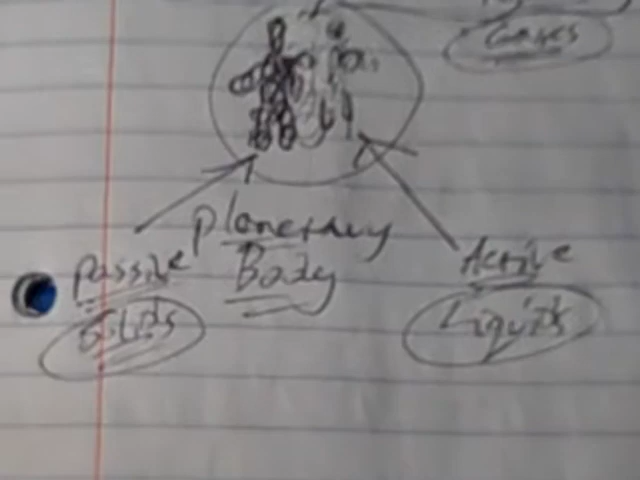 Gases
Planetary
Body
Passive
Solids
Active
Liquids